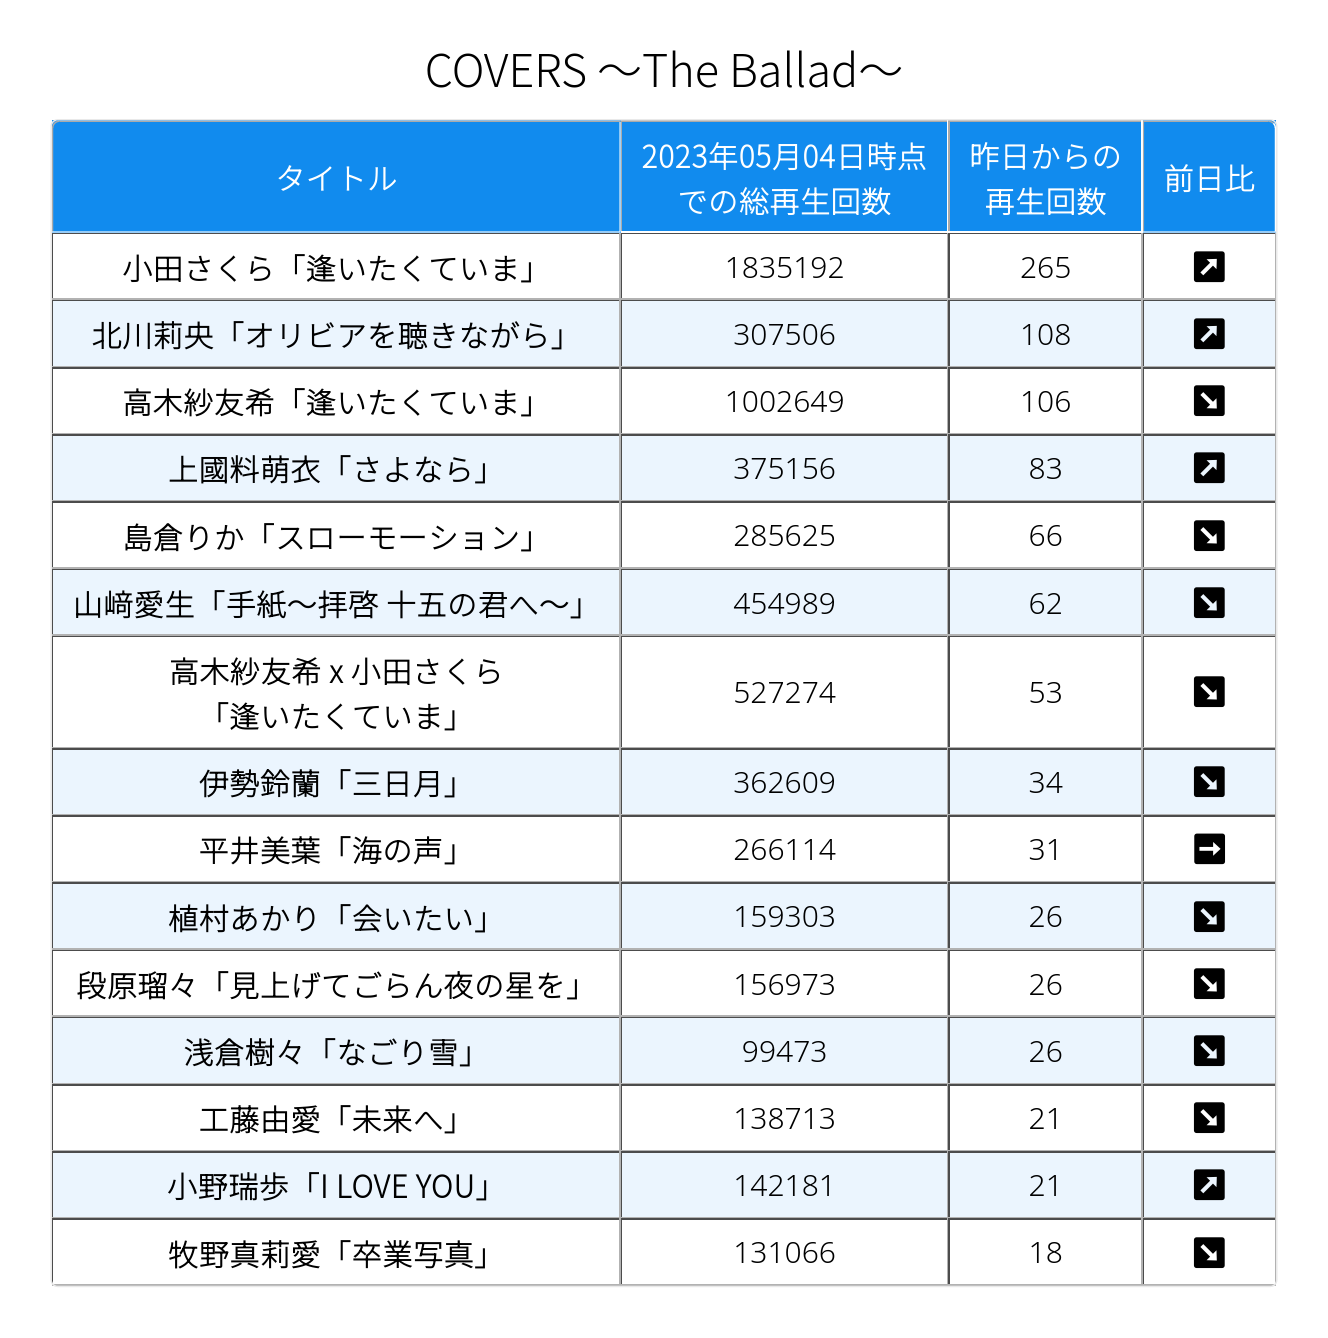 COVERS ～The Ballad～
タイトル
2023年05月04日時点
での総再生回数
昨日からの
再生回数
前日比
小田さくら「逢いたくていま」 1835192 265 ↗
北川莉央「オリビアを聴きながら」 307506 108 ↗
高木紗友希「逢いたくていま」 1002649 106 ↘
上國料萌衣「さよなら」 375156 83 ↗
島倉りか「スローモーション」 285625 66 ↘
山﨑愛生「手紙～拝啓 十五の君へ～」 454989 62 ↘
高木紗友希 x 小田さくら
「逢いたくていま」 527274 53 ↘
伊勢鈴蘭「三日月」 362609 34 ↘
平井美葉「海の声」 266114 31 →
植村あかり「会いたい」 159303 26 ↘
段原瑠々「見上げてごらん夜の星を」 156973 26 ↘
浅倉樹々「なごり雪」 99473 26 ↘
工藤由愛「未来へ」 138713 21 ↘
小野瑞歩「I LOVE YOU」 142181 21 ↗
牧野真莉愛「卒業写真」 131066 18 ↘